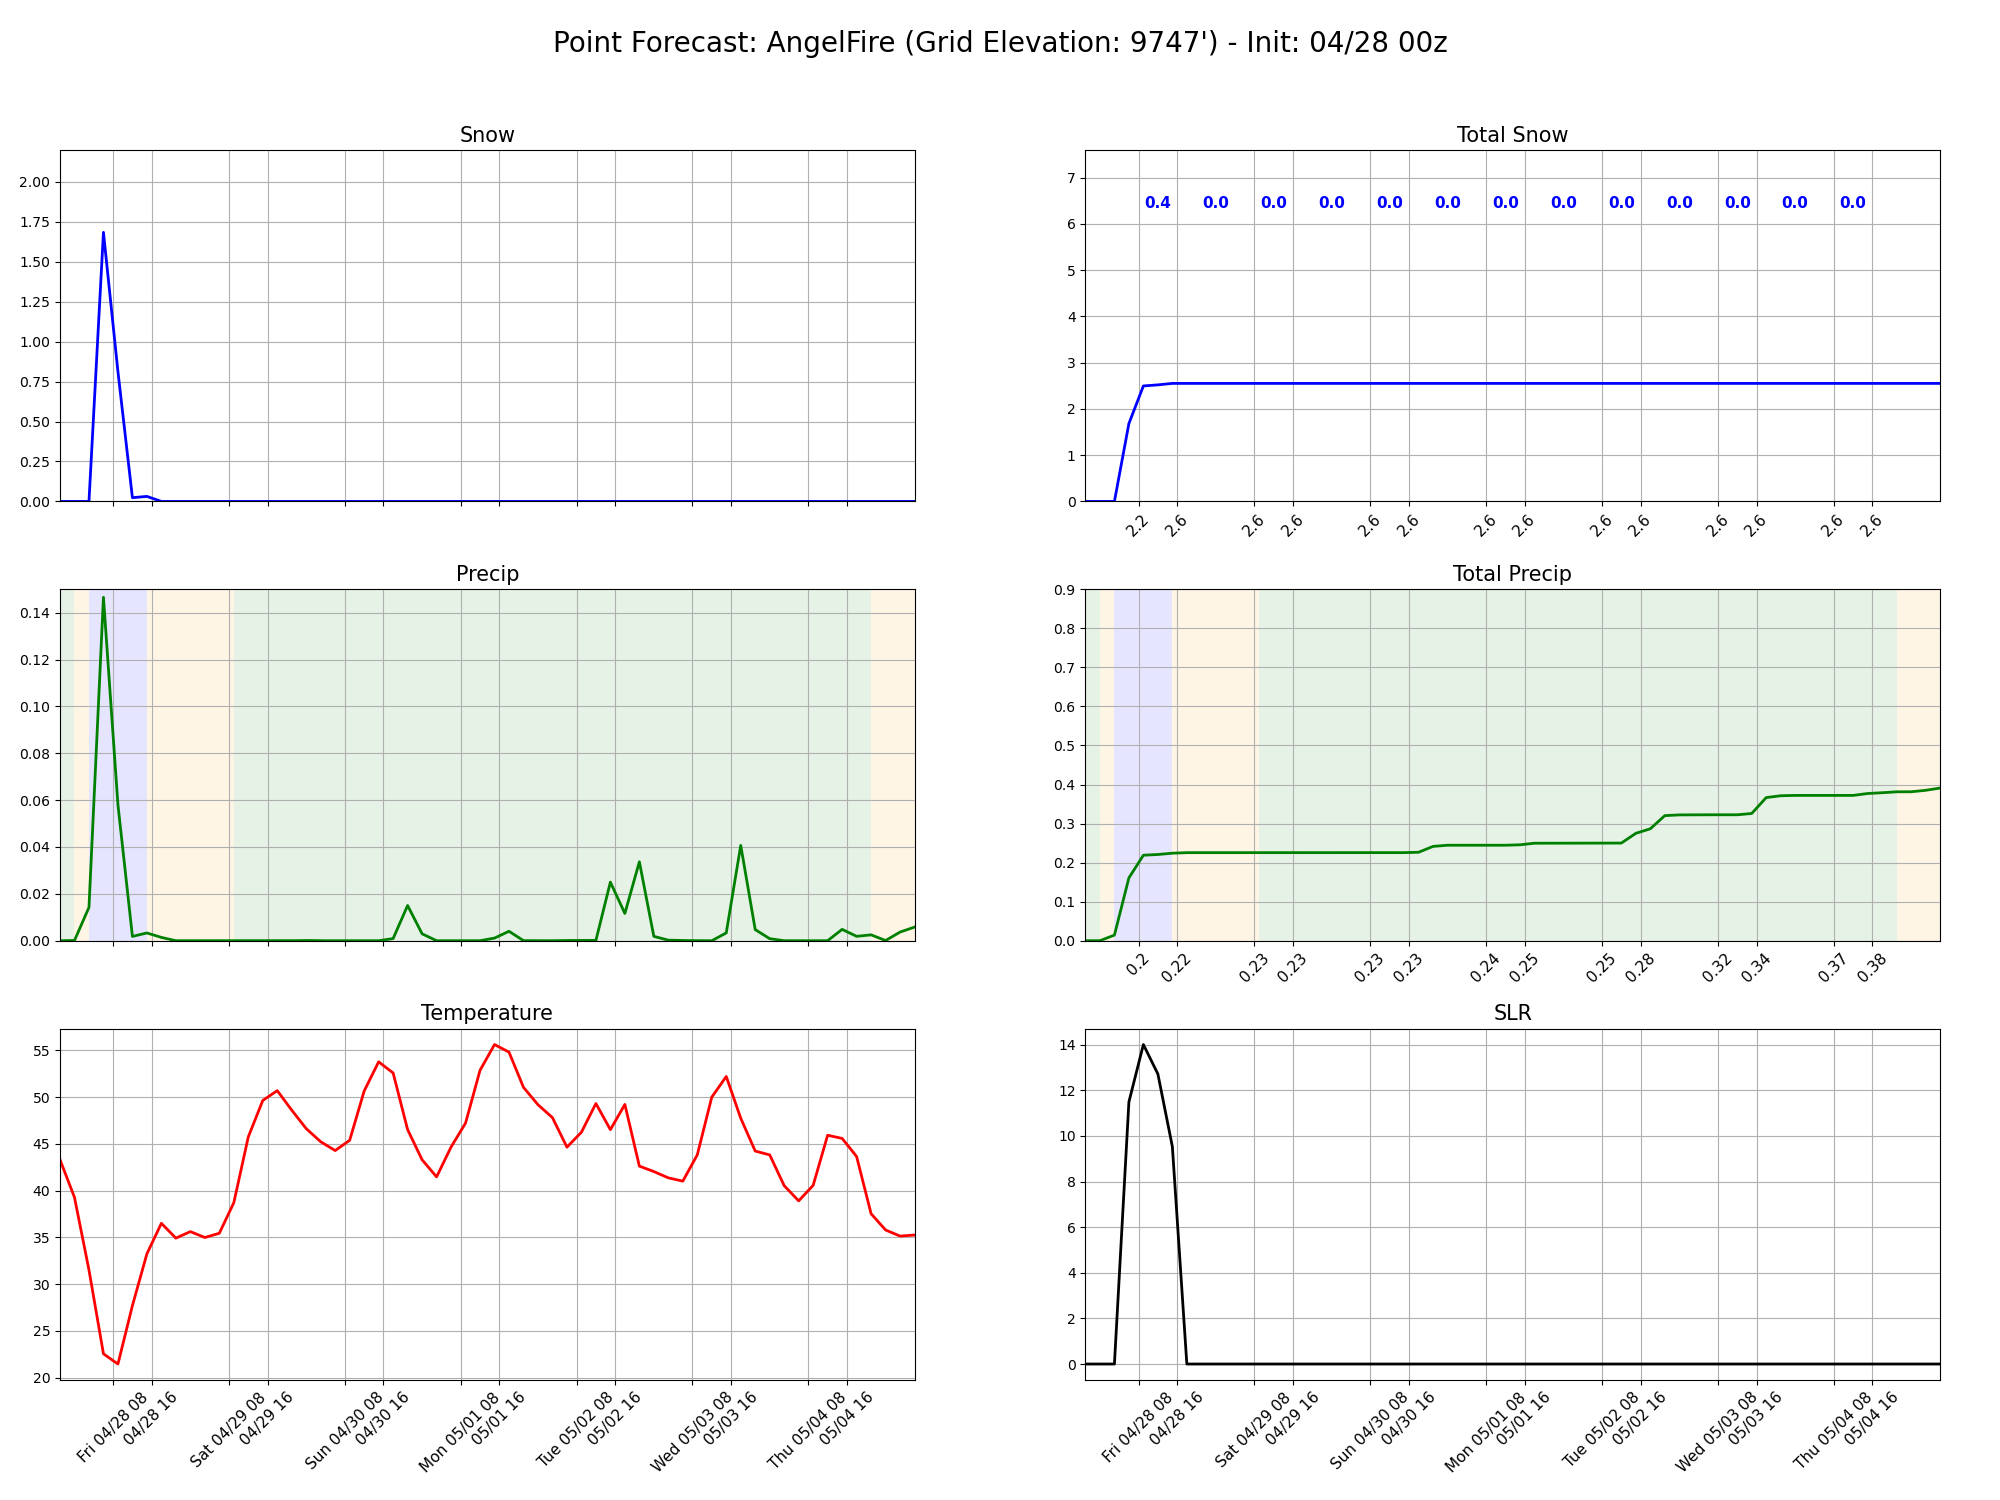 Point Forecast: AngelFire (Grid Elevation: 9747') - Init: 04/28 00z
Snow
2.00
1.75
1.50
1.25
1.00
0.75
0.50
0.25
0.00
Total Snow
7
6
5
4
3
2
1
0
0.4 0.0 0.0 0.0 0.0 0.0 0.0 0.0 0.0 0.0 0.0 0.0 0.0
2.2 2.6 2.6 2.6 2.6 2.6 2.6 2.6 2.6 2.6 2.6 2.6 2.6 2.6
Precip
0.14
0.12
0.10
0.08
0.06
0.04
0.02
0.00
Total Precip
0.9
0.8
0.7
0.6
0.5
0.4
0.3
0.2
0.1
0.0
0.2 0.22 0.23 0.23 0.23 0.23 0.24 0.25 0.25 0.28 0.32 0.34 0.37 0.38
Temperature
55
50
45
40
35
30
25
20
Fri 04/28 08
04/28 16
Sat 04/29 08
04/29 16
Sun 04/30 08
04/30 16
Mon 05/01 08
05/01 16
Tue 05/02 08
05/02 16
Wed 05/03 08
05/03 16
Thu 05/04 08
05/04 16
SLR
14
12
10
8
6
4
2
0
Fri 04/28 08
04/28 16
Sat 04/29 08
04/29 16
Sun 04/30 08
04/30 16
Mon 05/01 08
05/01 16
Tue 05/02 08
05/02 16
Wed 05/03 08
05/03 16
Thu 05/04 08
05/04 16